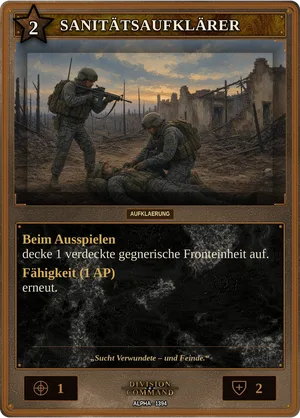 2
SANITÄTSAUFKLÄRER
AUFKLAERUNG
Beim Ausspielen
decke 1 verdeckte gegnerische Fronteinheit auf.
Fähigkeit (1 AP)
erneut.
„Sucht Verwundete – und Feinde.“
1
DIVISION
COMMAND
ALPHA - 1394
2